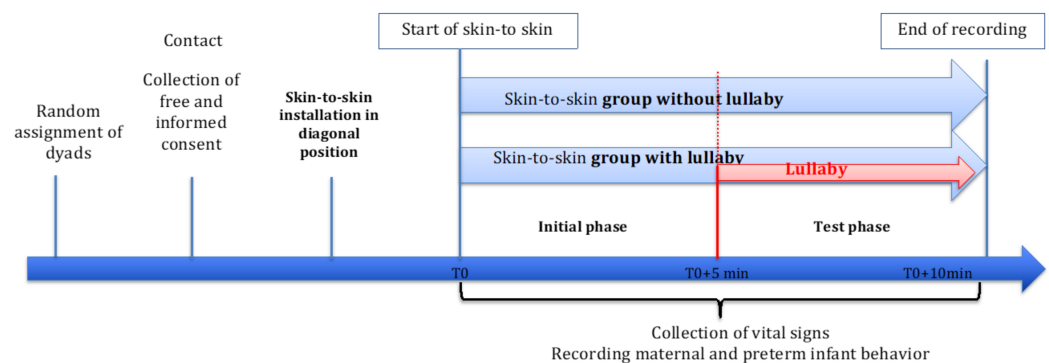 Random
assignment of
dyads
Contact
Collection of
free and
informed
consent
Skin-to-skin
installation in
diagonal
position
Start of skin-to skin
End of recording
Skin-to-skin group without lullaby
Skin-to-skin group with lullaby
Lullaby
Initial phase
Test phase
T0
T0+5 min
T0+10min
Collection of vital signs
Recording maternal and preterm infant behavior